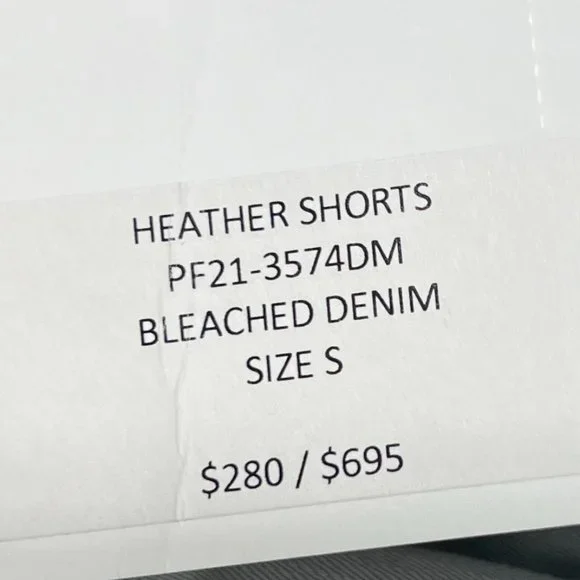 HEATHER SHORTS
PF21-3574DM
BLEACHED DENIM
SIZE S
$280 / $695